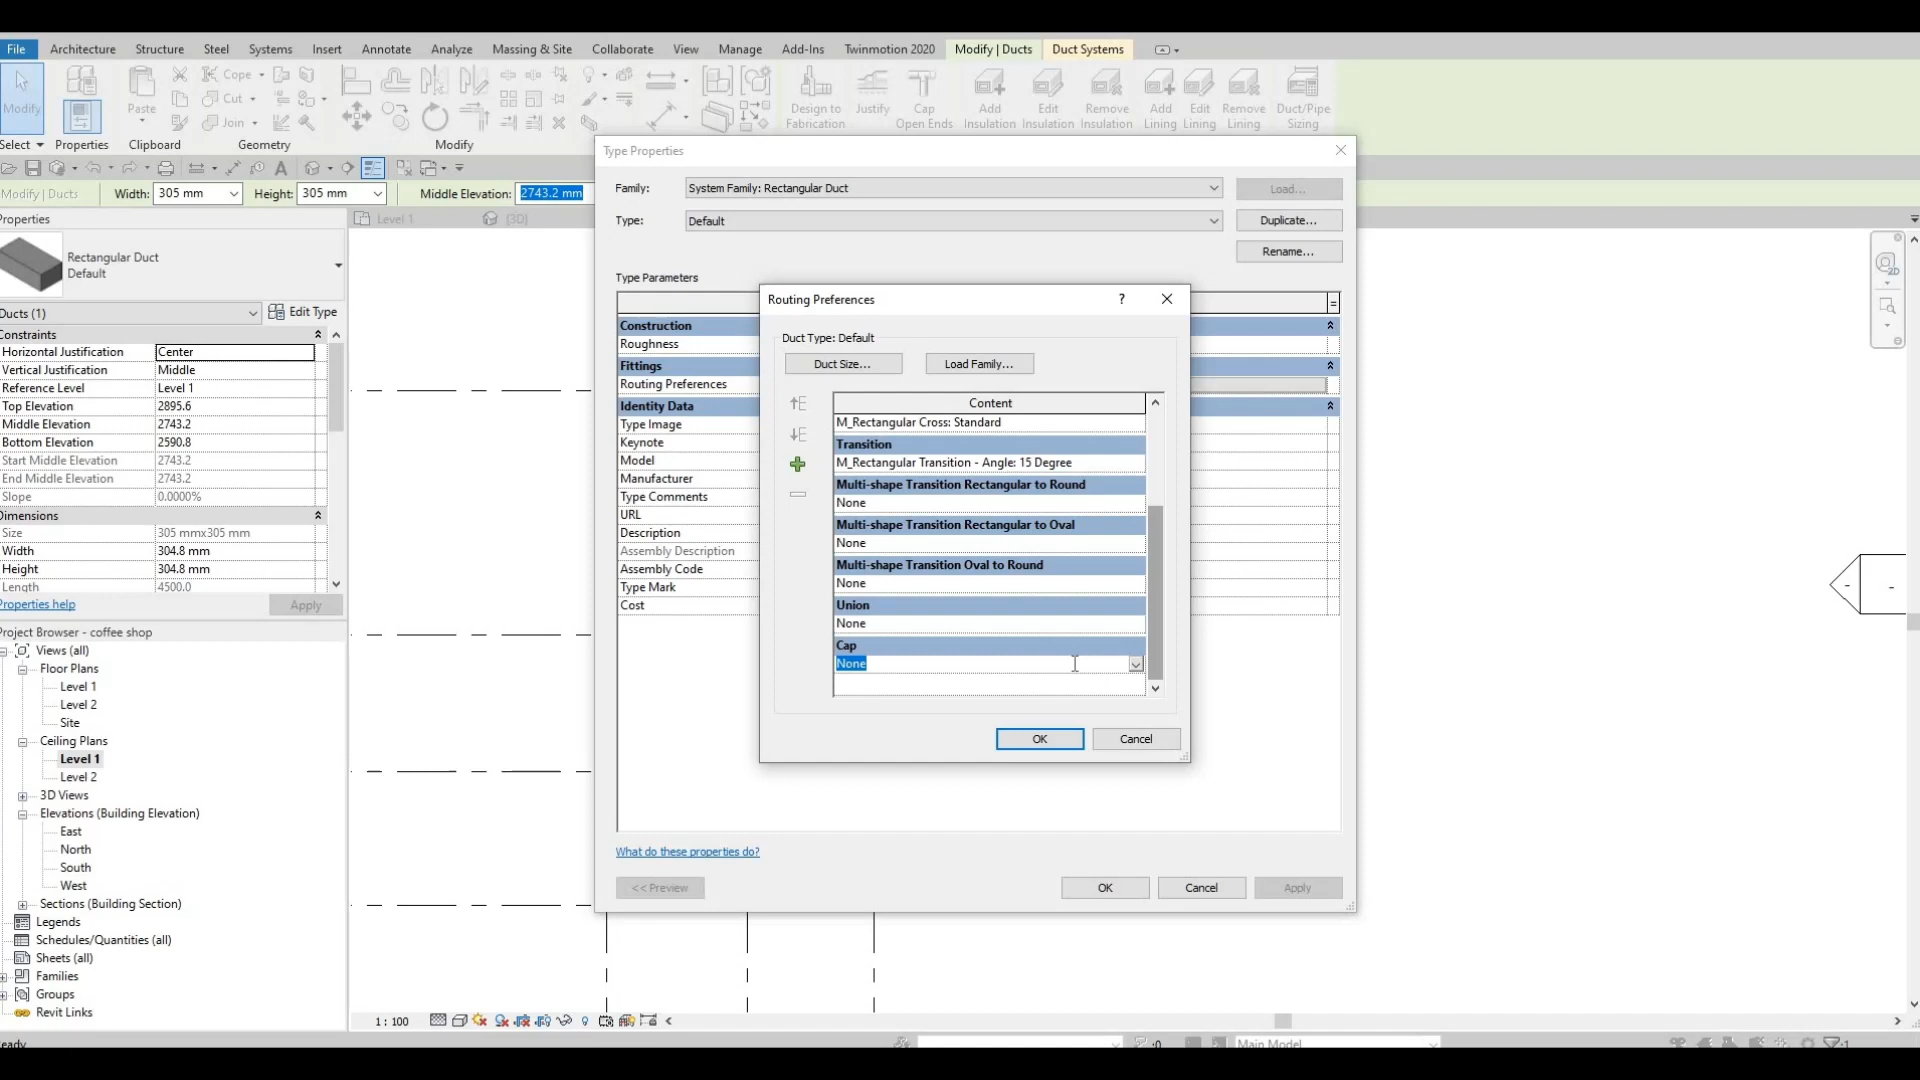 File Architecture Structure Steel Systems Insert Annotate Analyze Massing & Site Collaborate View Manage Add-Ins Twinmotion 2020 Modify | Ducts Duct Systems
Modify Paste Cope Cut Join Design to Fabrication Justify Cap Open Ends Add Insulation Edit Insulation Remove Insulation Add Lining Edit Lining Remove Lining Duct/Pipe Sizing
Select Properties Clipboard Geometry Modify
Modify | Ducts Width: 305 mm Height: 305 mm Middle Elevation: 2743.2 mm
Properties
Level 1 {3D}
Rectangular Duct
Default
Ducts (1) Edit Type
Constraints
Horizontal Justification Center
Vertical Justification Middle
Reference Level Level 1
Top Elevation 2895.6
Middle Elevation 2743.2
Bottom Elevation 2590.8
Start Middle Elevation 2743.2
End Middle Elevation 2743.2
Slope 0.0000%
Dimensions
Size 305 mmx305 mm
Width 304.8 mm
Height 304.8 mm
Length 4500.0
Properties help Apply
Project Browser - coffee shop
Views (all)
Floor Plans
Level 1
Level 2
Site
Ceiling Plans
Level 1
Level 2
3D Views
Elevations (Building Elevation)
East
North
South
West
Sections (Building Section)
Legends
Schedules/Quantities (all)
Sheets (all)
Families
Groups
Revit Links
Type Properties
Family: System Family: Rectangular Duct Load...
Type: Default Duplicate...
Rename...
Type Parameters
=
Construction
Roughness
Fittings
Routing Preferences
Identity Data
Type Image
Keynote
Model
Manufacturer
Type Comments
URL
Description
Assembly Description
Assembly Code
Type Mark
Cost
What do these properties do?
<< Preview OK Cancel Apply
Routing Preferences ?
Duct Type: Default
Duct Size... Load Family...
Content
M_Rectangular Cross: Standard
Transition
M_Rectangular Transition - Angle: 15 Degree
Multi-shape Transition Rectangular to Round
None
Multi-shape Transition Rectangular to Oval
None
Multi-shape Transition Oval to Round
None
Union
None
Cap
None
OK Cancel
2D
- -
1 : 100
eady :0 Main Model :1